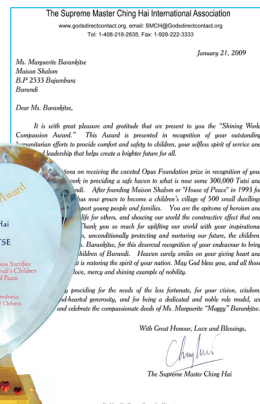 The Supreme Master Ching Hai International Association
www.godsdirectcontact.org, email: SMCH@Godsdirectcontact.org
Tel: 1-408-218-2635; Fax: 1-928-222-3333
January 21, 2009
Ms. Marguerite Barankitse
Maison Shalom
B.P 2533 Bujumbura
Burundi
Dear Ms. Barankitse,
It is with great pleasure and gratitude that we present to you the "Shining World
Compassion Award." This Award is presented in recognition of your outstanding
humanitarian efforts to provide comfort and safety to children, your selfless spirit of service and
leadership that helps create a brighter future for all.
on receiving the coveted Opus Foundation prize in recognition of your
work in providing a safe haven to what is now some 300,000 Tutsi and
After founding Maison Shalom or "House of Peace" in 1993 for
has now grown to become a children's village of 500 small dwellings
support young people and families. You are the epitome of heroism and
life for others, and showing our world the constructive effect that one
Thank you so much for uplifting our world with your inspirational
unconditionally protecting and nurturing our future, the children.
Barankitse, for this deserved recognition of your endeavour to bring
children of Burundi. Heaven surely smiles on your giving heart and
is restoring the spirit of your nation. May God bless you, and all those
love, mercy and shining example of nobility.
providing for the needs of the less fortunate, for your vision, wisdom,
-hearted generosity, and for being a dedicated and noble role model, we
and celebrate the compassionate deeds of Ms. Marguerite "Maggy" Barankitse.
With Great Honour, Love and Blessings,
The Supreme Master Ching Hai
Award
Hai
TSE
Sacrifice
Children
Peace
Others